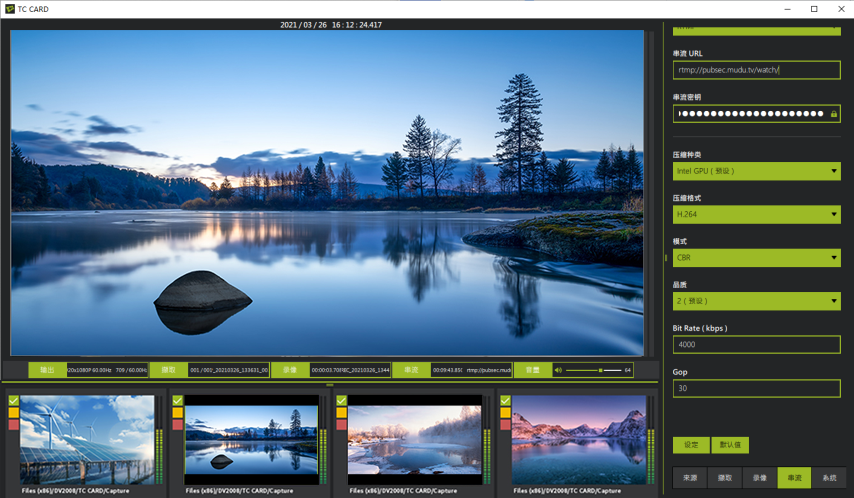 TC CARD
2021 / 03 / 26 16 : 12 : 24.417
输出
20x1080P 60.00Hz 709 / 60.00Hz
撷取
001 / 001
20210326_133631_00
录像
00:00:03.706
REC_20210326_1344
串流
00:09:43.850
rtmp://pubsec.mudu
音量
64
Files (x86)/DV2008/TC CARD/Capture
Files (x86)/DV2008/TC CARD/Capture
Files (x86)/DV2008/TC CARD/Capture
Files (x86)/DV2008/TC CARD/Capture
串流 URL
rtmp://pubsec.mudu.tv/watch/
串流密钥
压缩种类
Intel GPU ( 预设 )
压缩格式
H.264
模式
CBR
品质
2 ( 预设 )
Bit Rate ( kbps )
4000
Gop
30
设定
默认值
来源
撷取
录像
串流
系统